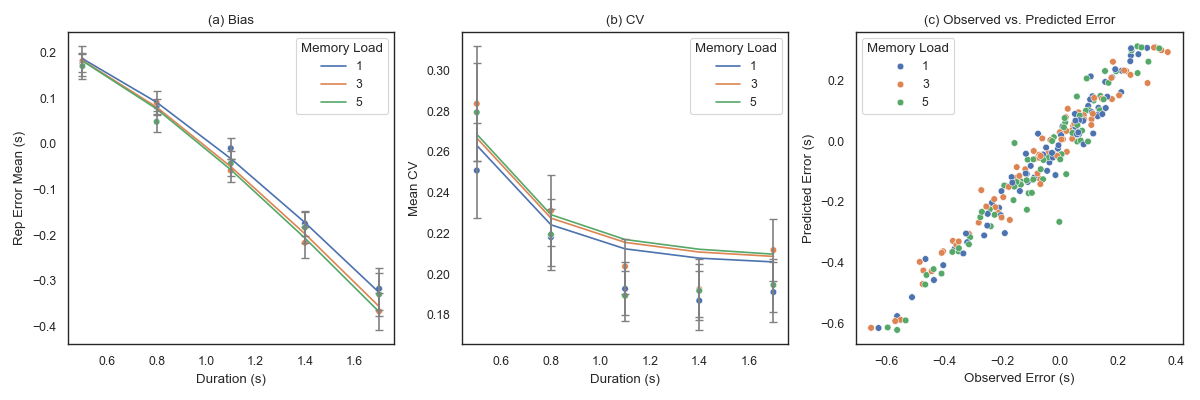 (a) Bias
Rep Error Mean (s)
0.2
0.1
0.0
−0.1
−0.2
−0.3
−0.4
Memory Load
1
3
5
0.6 0.8 1.0 1.2 1.4 1.6
Duration (s)
(b) CV
Mean CV
0.30
0.28
0.26
0.24
0.22
0.20
0.18
Memory Load
1
3
5
0.6 0.8 1.0 1.2 1.4 1.6
Duration (s)
(c) Observed vs. Predicted Error
Predicted Error (s)
0.2
0.0
−0.2
−0.4
−0.6
Memory Load
1
3
5
−0.6 −0.4 −0.2 0.0 0.2 0.4
Observed Error (s)